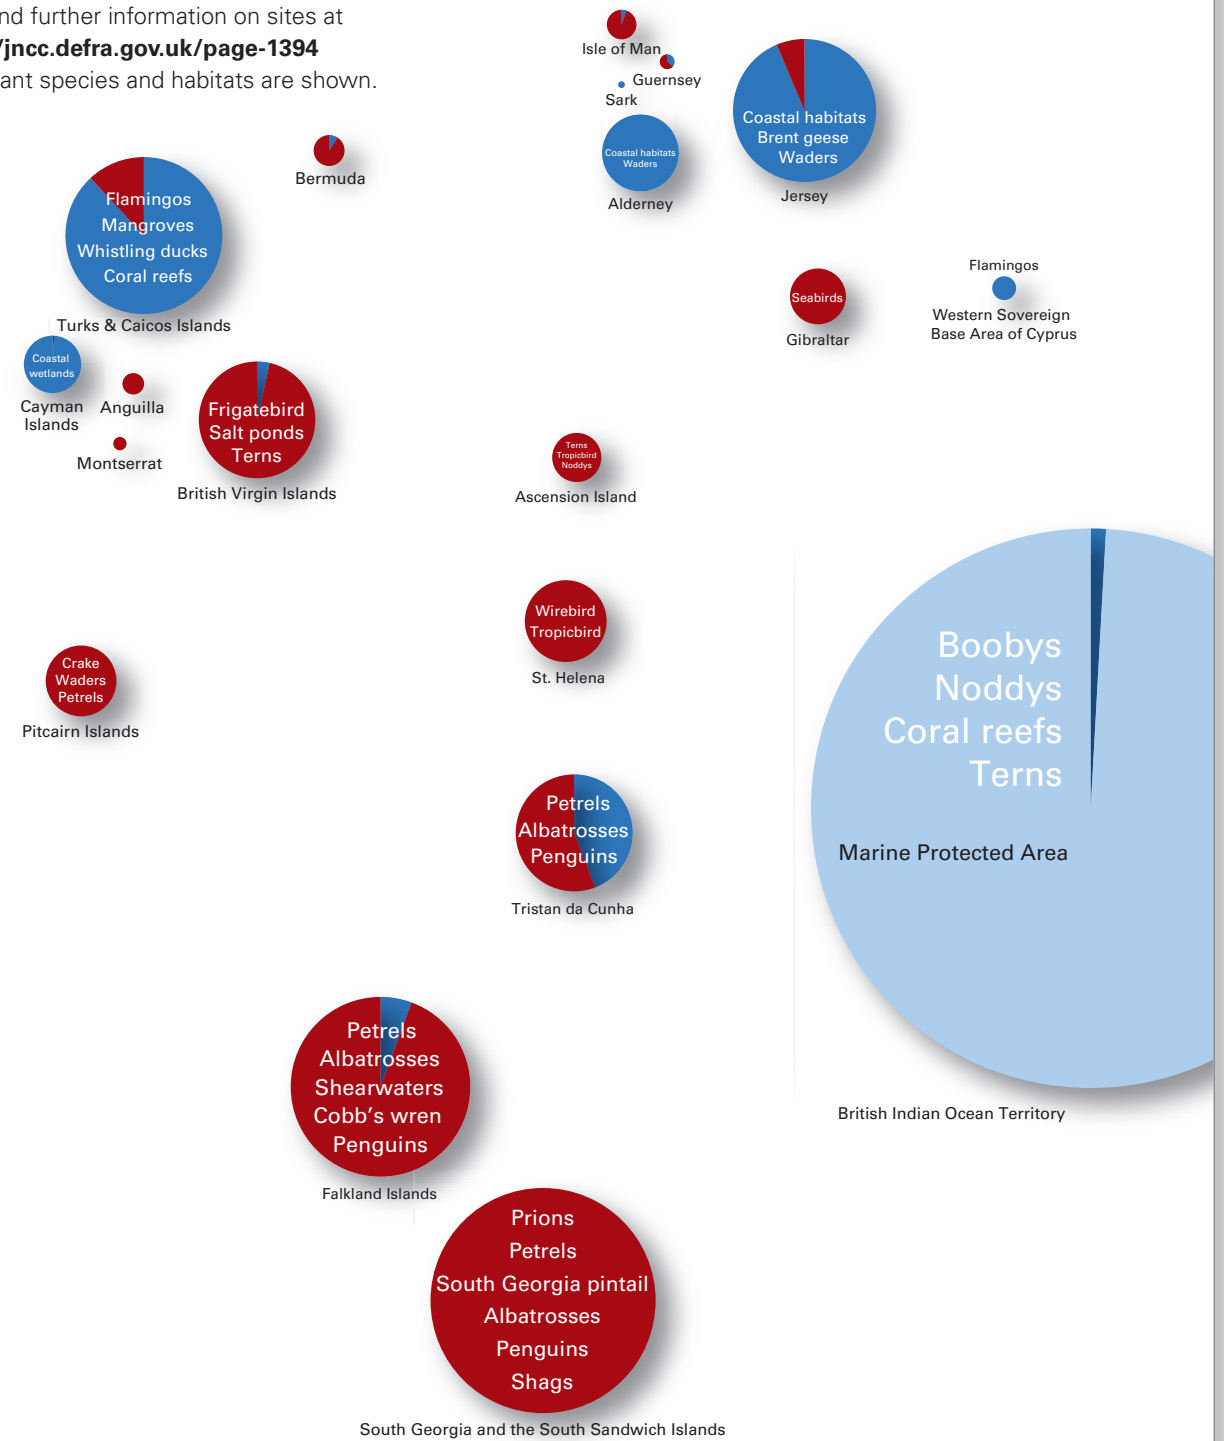 nd further information on sites at
/jncc.defra.gov.uk/page-1394
ant species and habitats are shown.
Isle of Man
Guernsey
Sark
Coastal habitats
Waders
Alderney
Coastal habitats
Brent geese
Waders
Jersey
Bermuda
Flamingos
Mangroves
Whistling ducks
Coral reefs
Turks & Caicos Islands
Seabirds
Gibraltar
Flamingos
Western Sovereign
Base Area of Cyprus
Coastal
wetlands
Cayman
Islands
Anguilla
Montserrat
Frigatebird
Salt ponds
Terns
British Virgin Islands
Terns
Tropicbird
Noddys
Ascension Island
Wirebird
Tropicbird
St. Helena
Crake
Waders
Petrels
Pitcairn Islands
Boobys
Noddys
Coral reefs
Terns
Marine Protected Area
British Indian Ocean Territory
Petrels
Albatrosses
Penguins
Tristan da Cunha
Petrels
Albatrosses
Shearwaters
Cobb's wren
Penguins
Falkland Islands
Prions
Petrels
South Georgia pintail
Albatrosses
Penguins
Shags
South Georgia and the South Sandwich Islands